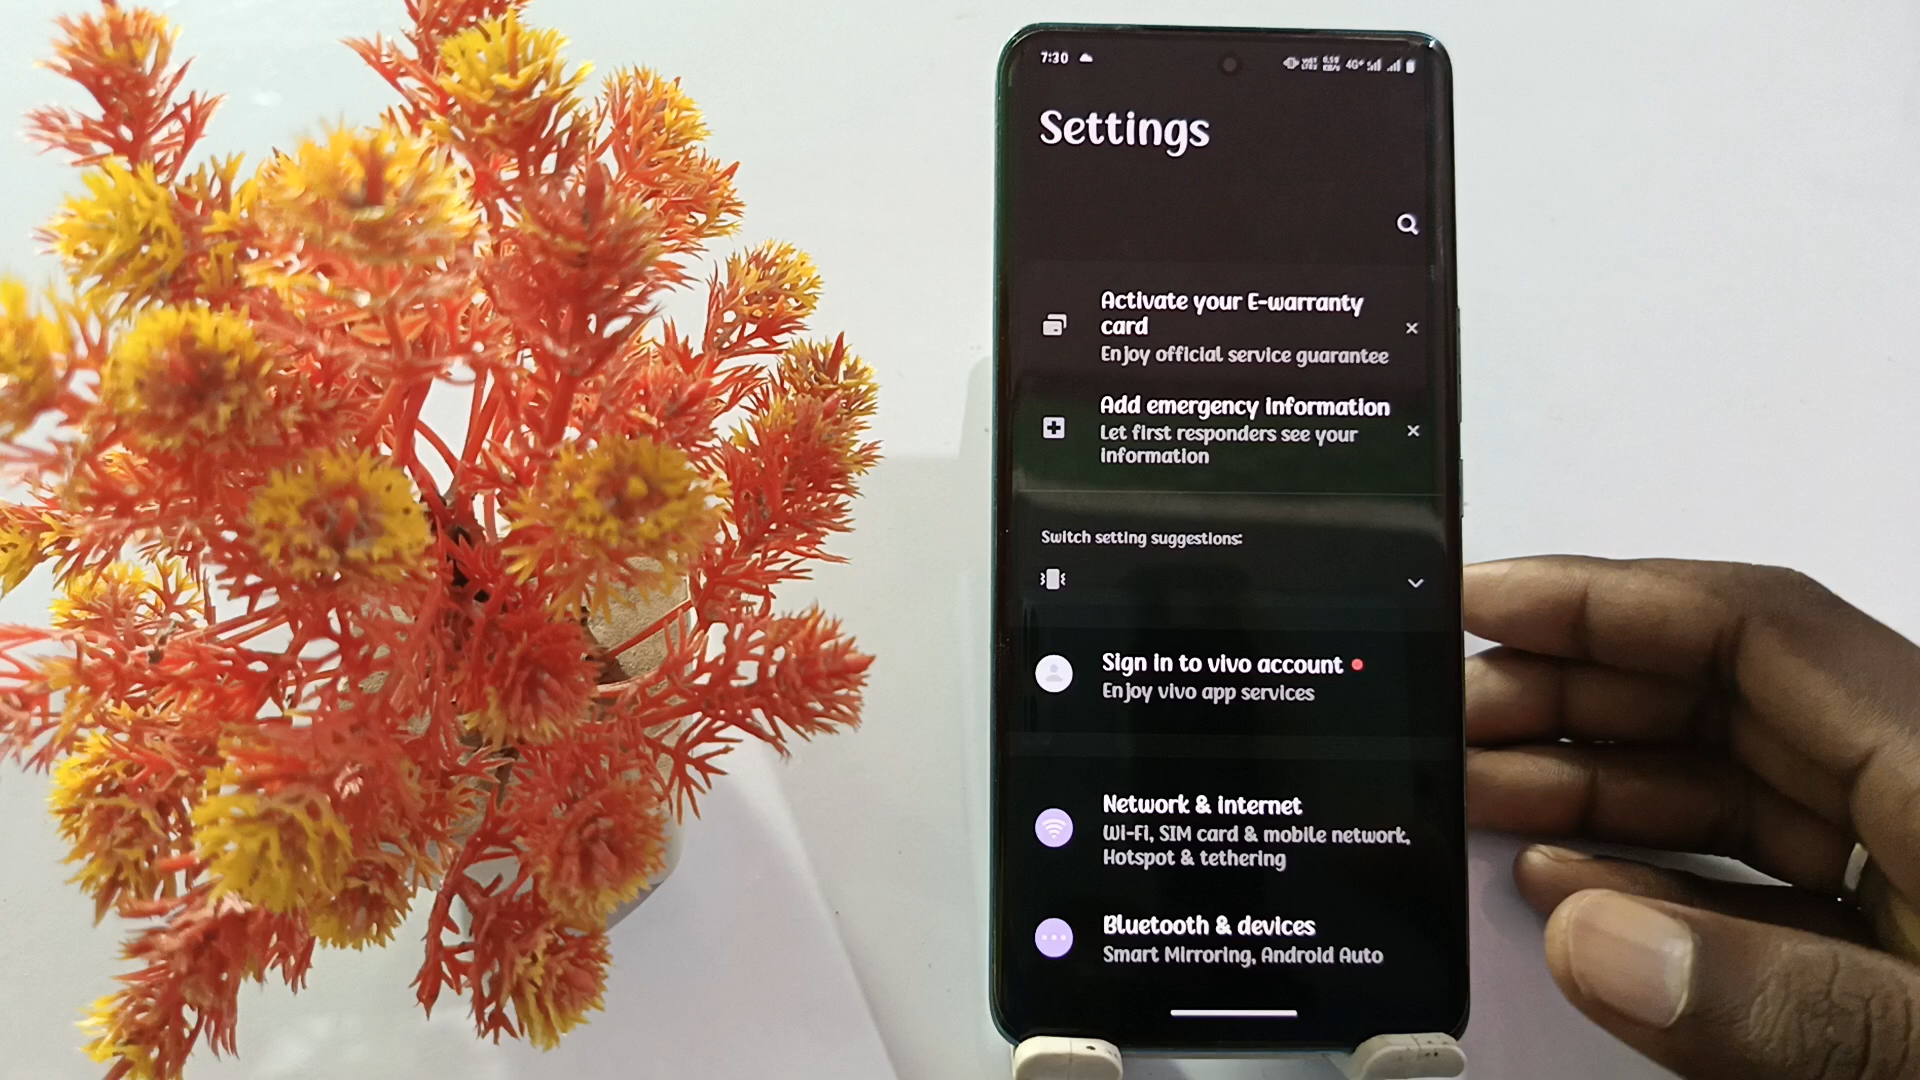 7:30
4G+
Settings
Activate your E-warranty
card
Enjoy official service guarantee
Add emergency information
Let first responders see your
information
Switch setting suggestions:
Sign in to vivo account
Enjoy vivo app services
Network & internet
Wi-Fi, SIM card & mobile network,
Hotspot & tethering
Bluetooth & devices
Smart Mirroring, Android Auto